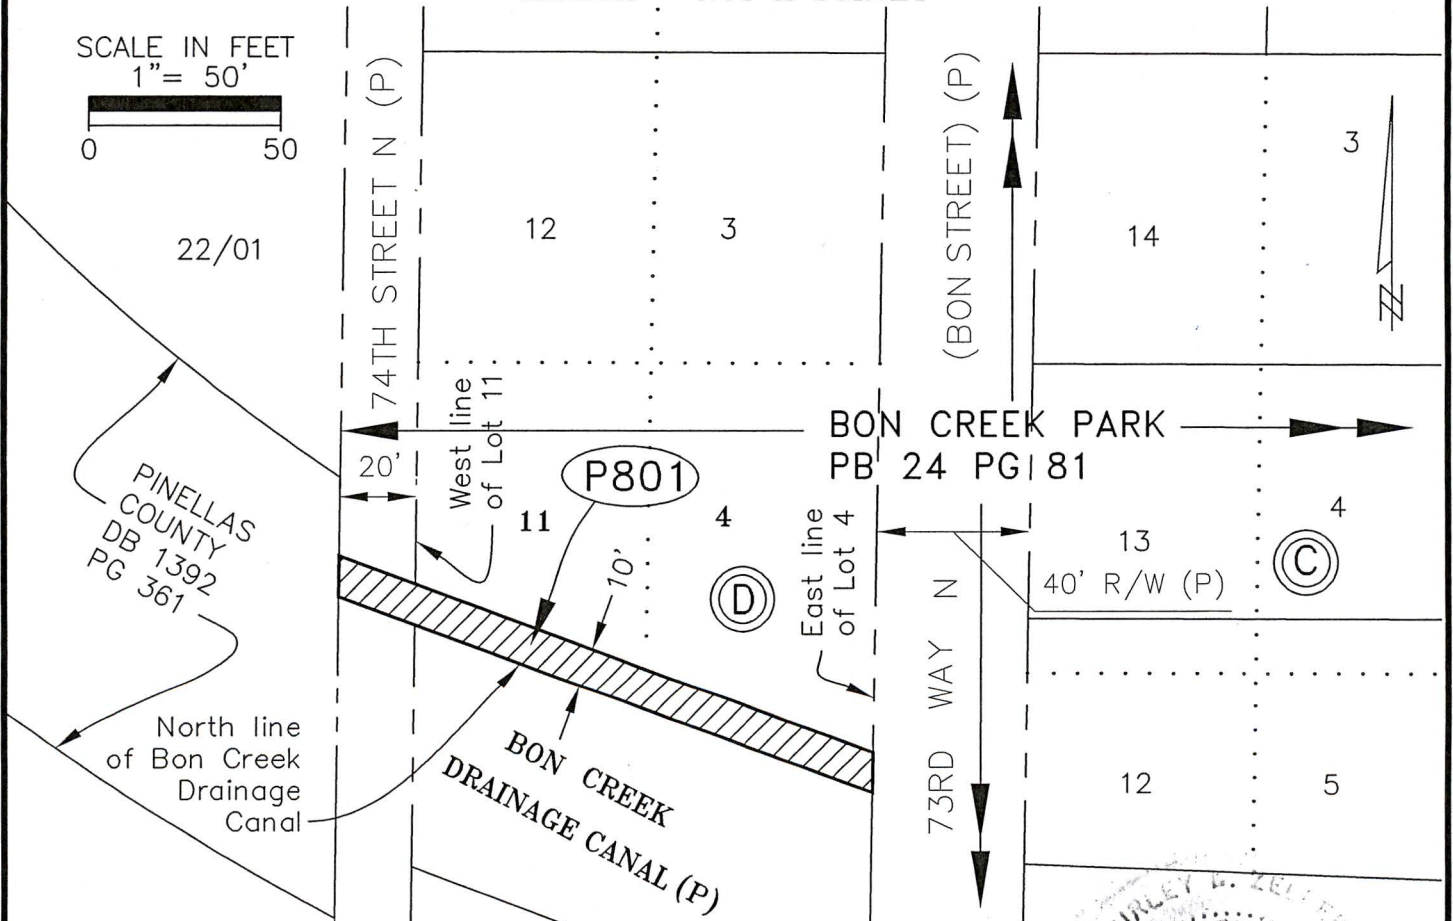 SCALE IN FEET
1"= 50'
0 50
22/01
74TH STREET N (P)
12
3
(BON STREET) (P)
14
3
N
BON CREEK PARK
PB 24 PG 81
20'
West line
of Lot 11
P801
11
4
10'
D
East line
of Lot 4
13
4
C
40' R/W (P)
73RD WAY N
12
5
PINELLAS
COUNTY
DB 1392
PG 361
North line
of Bon Creek
Drainage
Canal
BON CREEK
DRAINAGE CANAL (P)